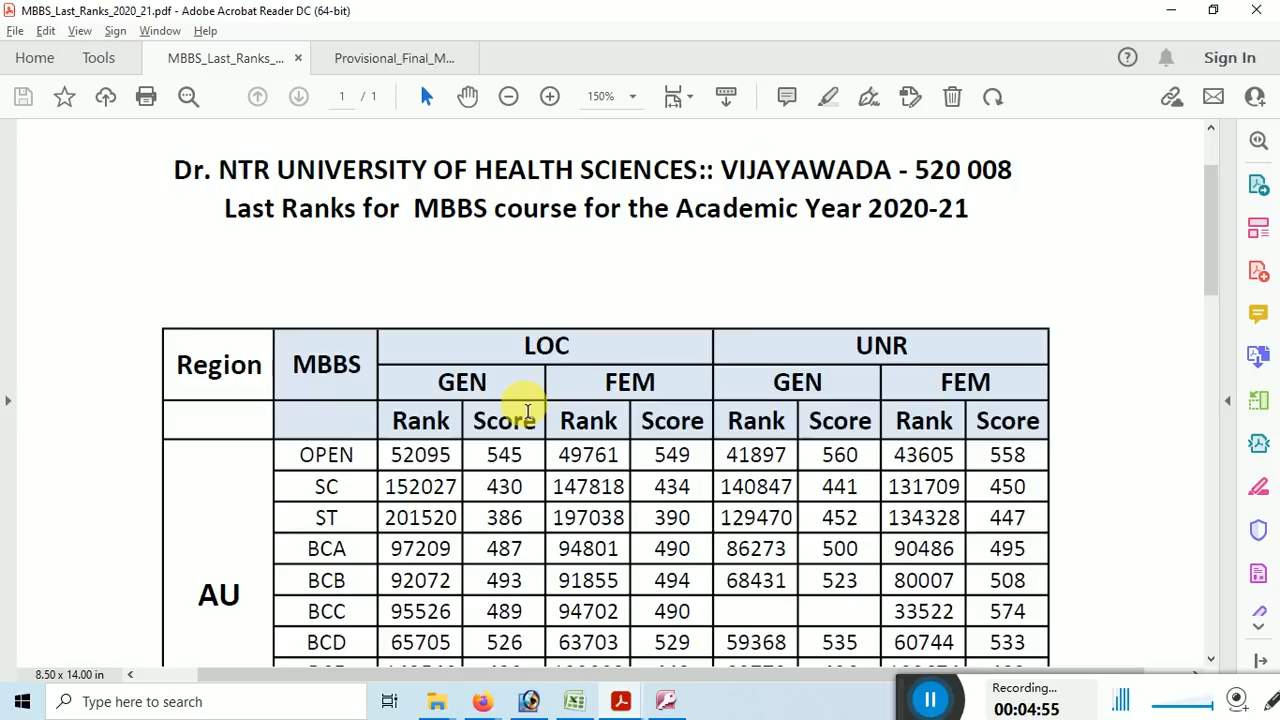 MBBS_Last_Ranks_2020_21.pdf - Adobe Acrobat Reader DC (64-bit)
File Edit View Sign Window Help
Home Tools MBBS_Last_Ranks_... × Provisional_Final_M... Sign In
1 / 1 150%
Dr. NTR UNIVERSITY OF HEALTH SCIENCES:: VIJAYAWADA - 520 008
Last Ranks for MBBS course for the Academic Year 2020-21
Region MBBS LOC UNR
GEN FEM GEN FEM
Rank Score Rank Score Rank Score Rank Score
AU
OPEN 52095 545 49761 549 41897 560 43605 558
SC 152027 430 147818 434 140847 441 131709 450
ST 201520 386 197038 390 129470 452 134328 447
BCA 97209 487 94801 490 86273 500 90486 495
BCB 92072 493 91855 494 68431 523 80007 508
BCC 95526 489 94702 490 33522 574
BCD 65705 526 63703 529 59368 535 60744 533
8.50 x 14.00 in
Type here to search
Recording...
00:04:55